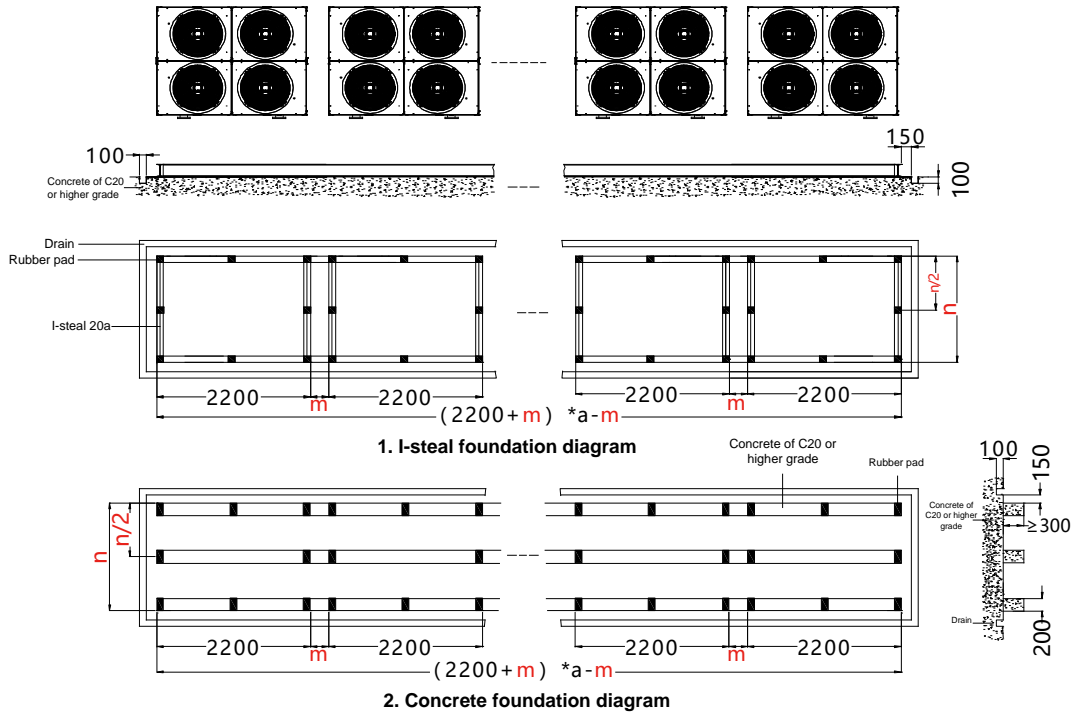 100
150
100
Concrete of C20
or higher grade
Drain
Rubber pad
I-steal 20a
n/2
n
2200
m
2200
2200
m
2200
(2200+m) *a-m
1. I-steal foundation diagram
Concrete of C20 or
higher grade
Rubber pad
100
150
Concrete of
C20 or higher
grade
≥300
n
n/2
Drain
200
2200
m
2200
2200
m
2200
(2200+m) *a-m
2. Concrete foundation diagram